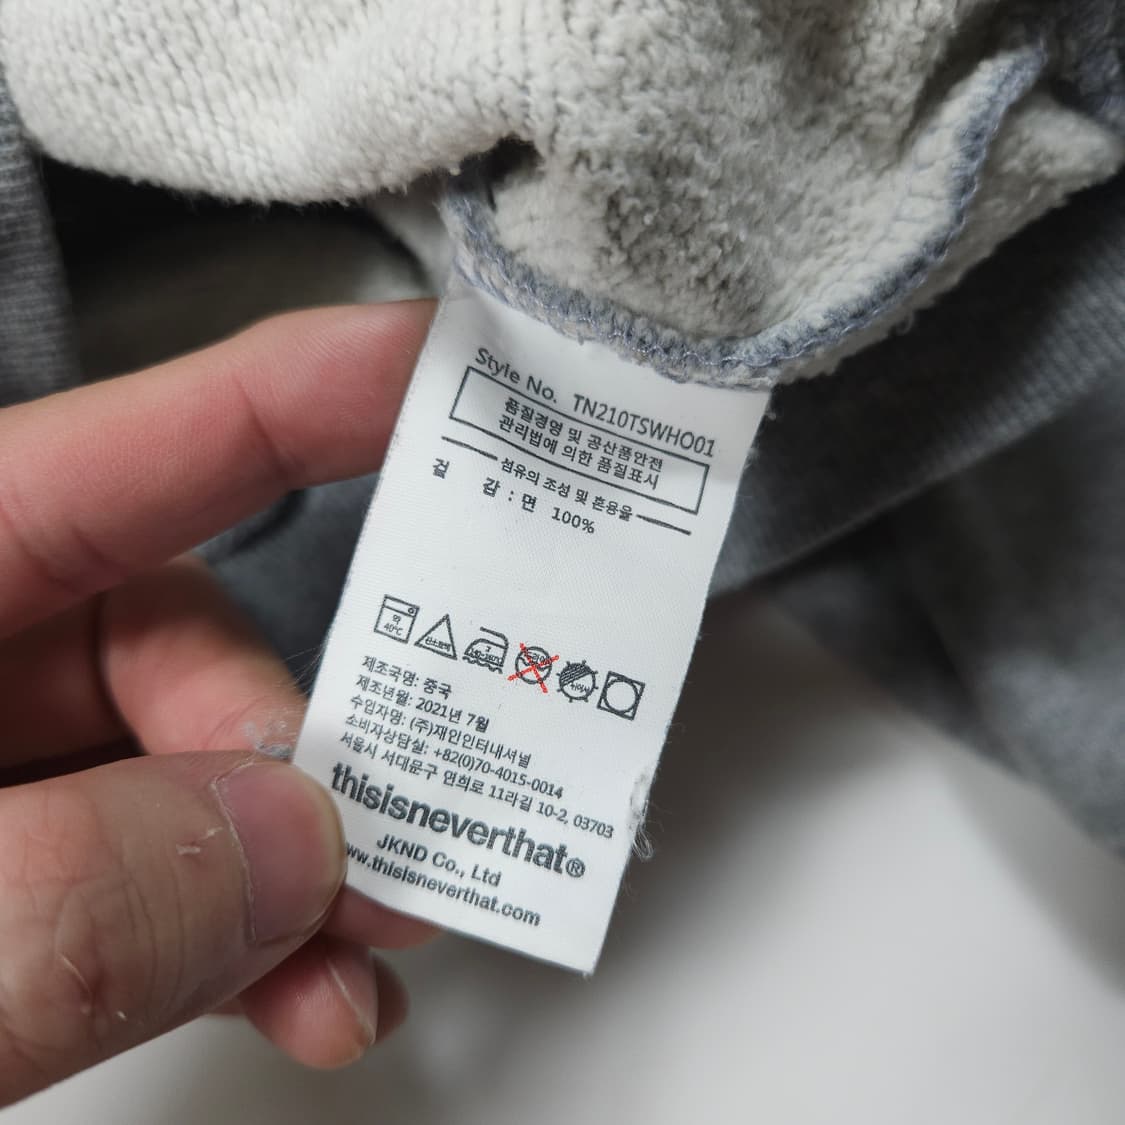 Style No. TN210TSWHO01
품질경영 및 공산품안전
관리법에 의한 품질표시
섬유의 조성 및 혼용율
겉 감 : 면 100%
약
40℃
제조국명: 중국
제조년월: 2021년 7월
수입자명: (주)재인인터내셔널
소비자상담실: +82(0)70-4015-0014
서울시 서대문구 연희로 11라길 10-2, 03703
thisisneverthat®
JKND Co., Ltd
www.thisisneverthat.com